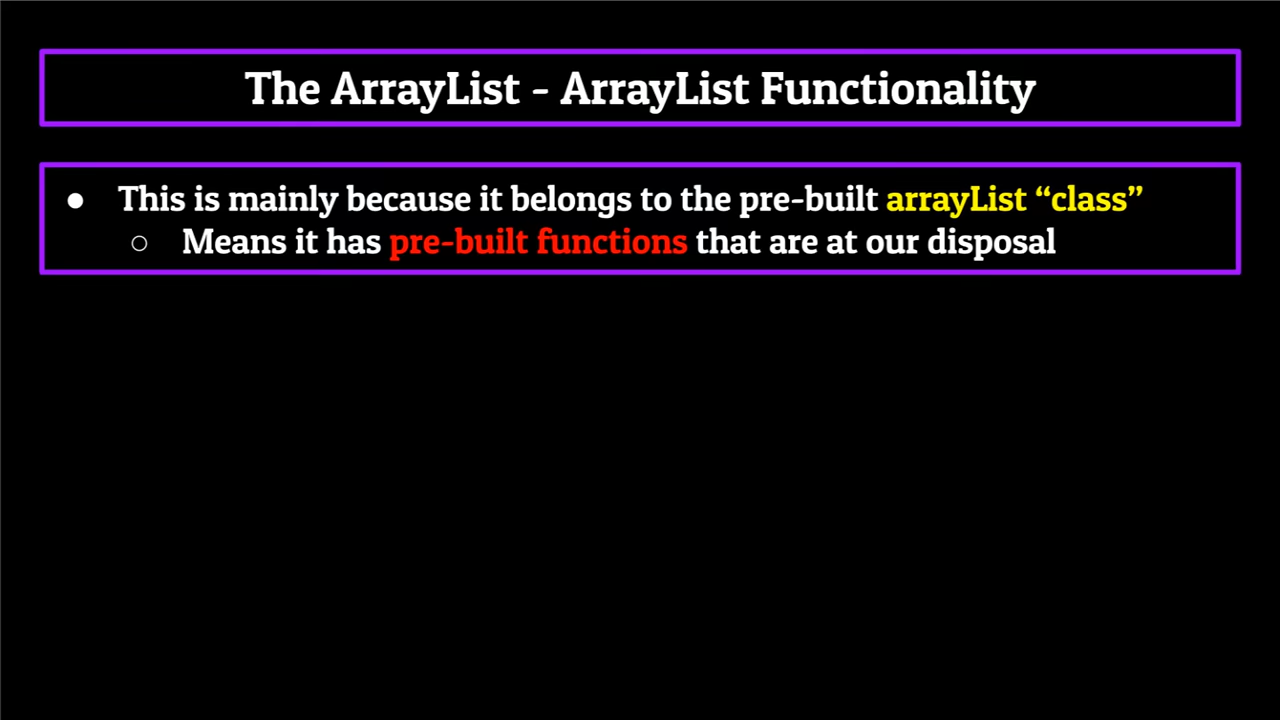 The ArrayList - ArrayList Functionality
● This is mainly because it belongs to the pre-built arrayList “class”
○ Means it has pre-built functions that are at our disposal